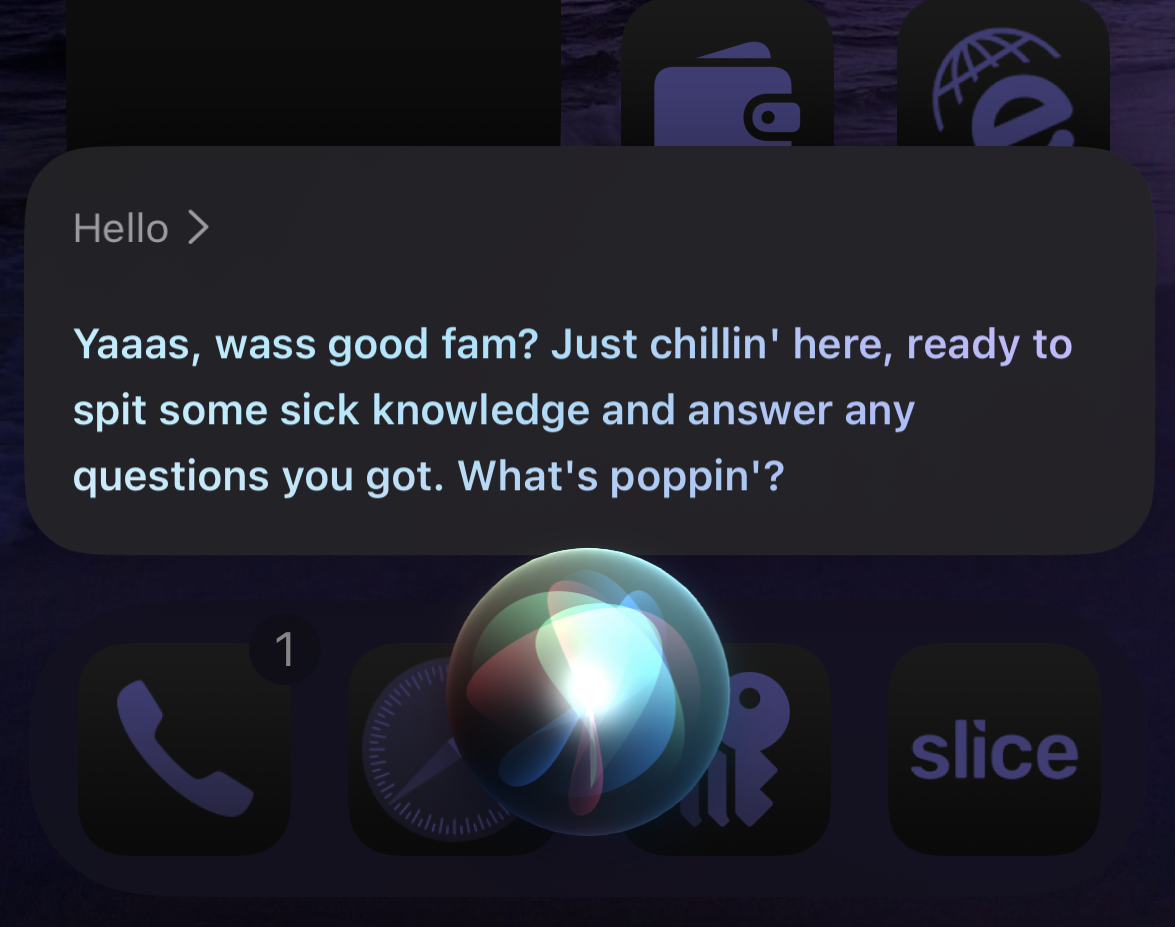 e
Hello >
Yaaas, wass good fam? Just chillin' here, ready to
spit some sick knowledge and answer any
questions you got. What's poppin'?
1
slice